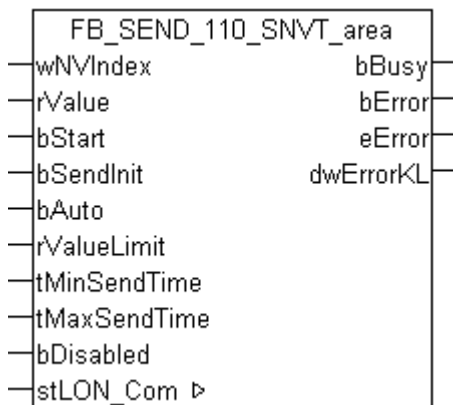 FB_SEND_110_SNVT_area
wNVIndex bBusy
rValue bError
bStart eError
bSendInit dwErrorKL
bAuto
rValueLimit
tMinSendTime
tMaxSendTime
bDisabled
stLON_Com ▷